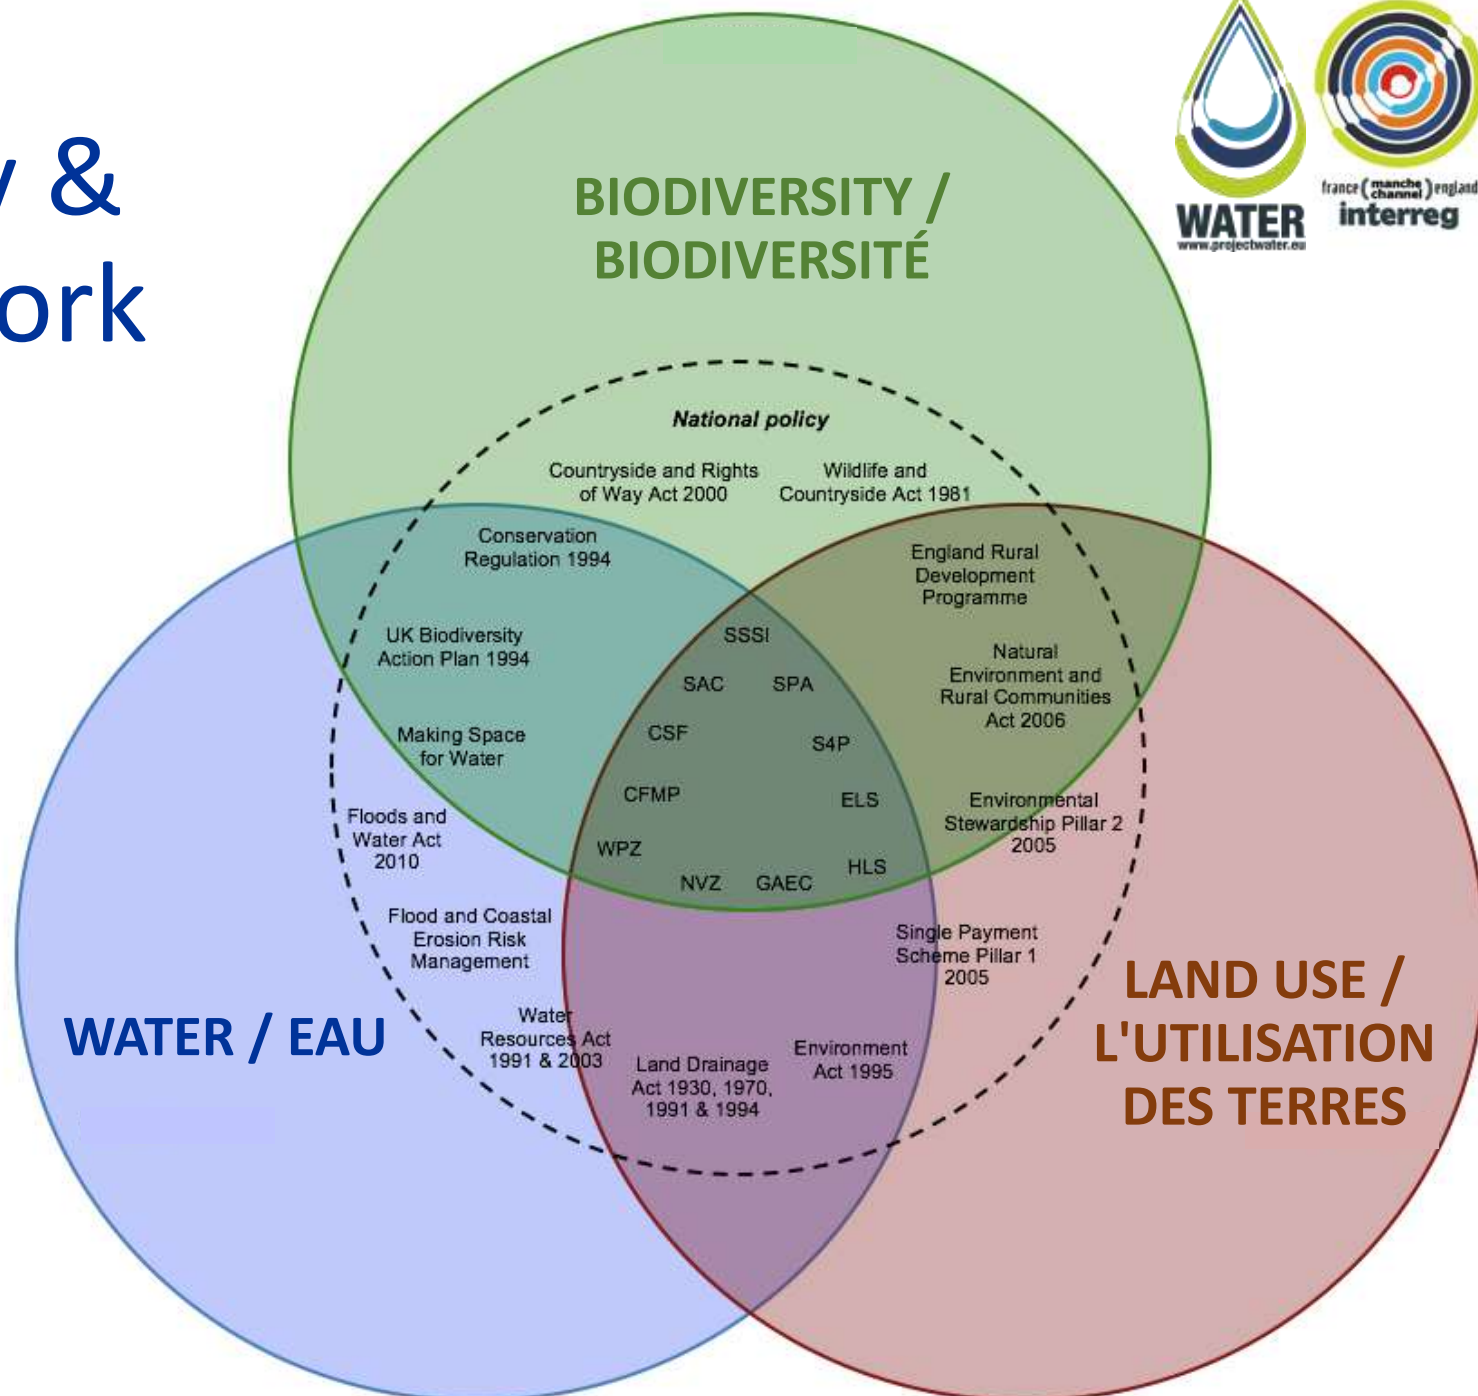 y &
ork
WATER
www.projectwater.eu
france ( manche channel ) england
interreg
BIODIVERSITY /
BIODIVERSITÉ
National policy
Countryside and Rights
of Way Act 2000
Wildlife and
Countryside Act 1981
Conservation
Regulation 1994
England Rural
Development
Programme
UK Biodiversity
Action Plan 1994
Natural
Environment and
Rural Communities
Act 2006
SSSI
SAC
SPA
CSF
S4P
CFMP
ELS
WPZ
HLS
NVZ
GAEC
Making Space
for Water
Environmental
Stewardship Pillar 2
2005
Floods and
Water Act
2010
Flood and Coastal
Erosion Risk
Management
Single Payment
Scheme Pillar 1
2005
WATER / EAU
LAND USE /
L'UTILISATION
DES TERRES
Water
Resources Act
1991 & 2003
Land Drainage
Act 1930, 1970,
1991 & 1994
Environment
Act 1995